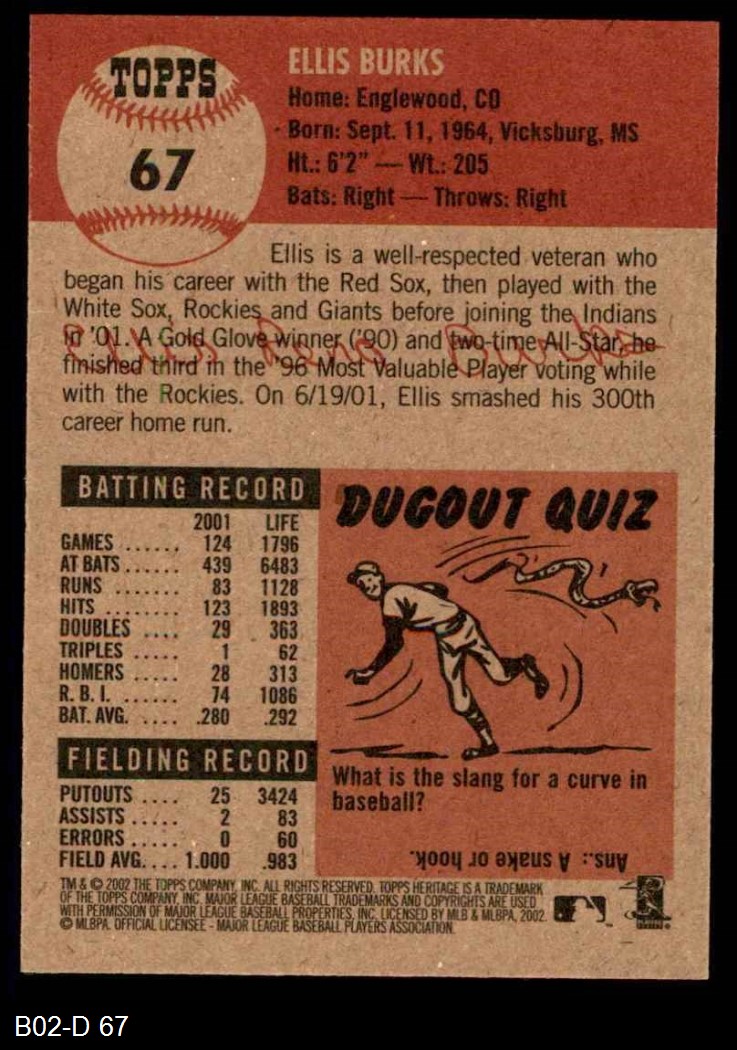 TOPPS
67
ELLIS BURKS
Home: Englewood, CO
Born: Sept. 11, 1964, Vicksburg, MS
Ht.: 6'2" — Wt.: 205
Bats: Right — Throws: Right
Ellis is a well-respected veteran who
began his career with the Red Sox, then played with the
White Sox, Rockies and Giants before joining the Indians
in '01. A Gold Glove winner ('90) and two-time All-Star, he
finished third in the '96 Most Valuable Player voting while
with the Rockies. On 6/19/01, Ellis smashed his 300th
career home run.
Ellis Rena Burks
BATTING RECORD
2001 LIFE
GAMES ...... 124 1796
AT BATS ..... 439 6483
RUNS ...... 83 1128
HITS ........ 123 1893
DOUBLES .... 29 363
TRIPLES ..... 1 62
HOMERS ..... 28 313
R. B. I. ...... 74 1086
BAT. AVG. .... .280 .292
FIELDING RECORD
PUTOUTS .... 25 3424
ASSISTS ..... 2 83
ERRORS ..... 0 60
FIELD AVG. ... 1.000 .983
DUGOUT QUIZ
What is the slang for a curve in
baseball?
Ans.: A snake or hook.
TM & © 2002 THE TOPPS COMPANY, INC. ALL RIGHTS RESERVED. TOPPS HERITAGE IS A TRADEMARK
OF THE TOPPS COMPANY, INC. MAJOR LEAGUE BASEBALL TRADEMARKS AND COPYRIGHTS ARE USED
WITH PERMISSION OF MAJOR LEAGUE BASEBALL PROPERTIES, INC. LICENSED BY MLB & MLBPA, 2002.
© MLBPA. OFFICIAL LICENSEE - MAJOR LEAGUE BASEBALL PLAYERS ASSOCIATION.
B02-D 67